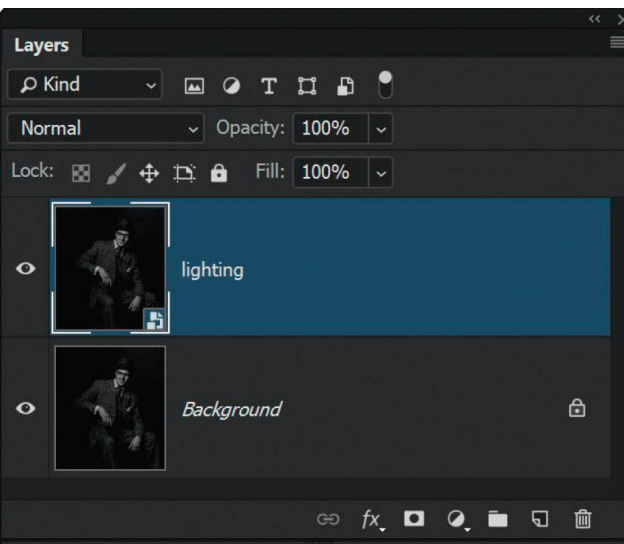 Layers
Kind
Normal Opacity: 100%
Lock: Fill: 100%
lighting
Background
fx